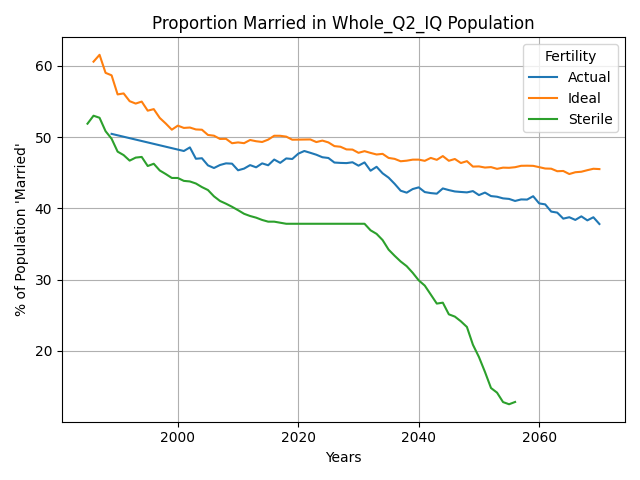 Proportion Married in Whole_Q2_IQ Population
Fertility
Actual
Ideal
Sterile
% of Population 'Married'
60
50
40
30
20
2000
2020
2040
2060
Years